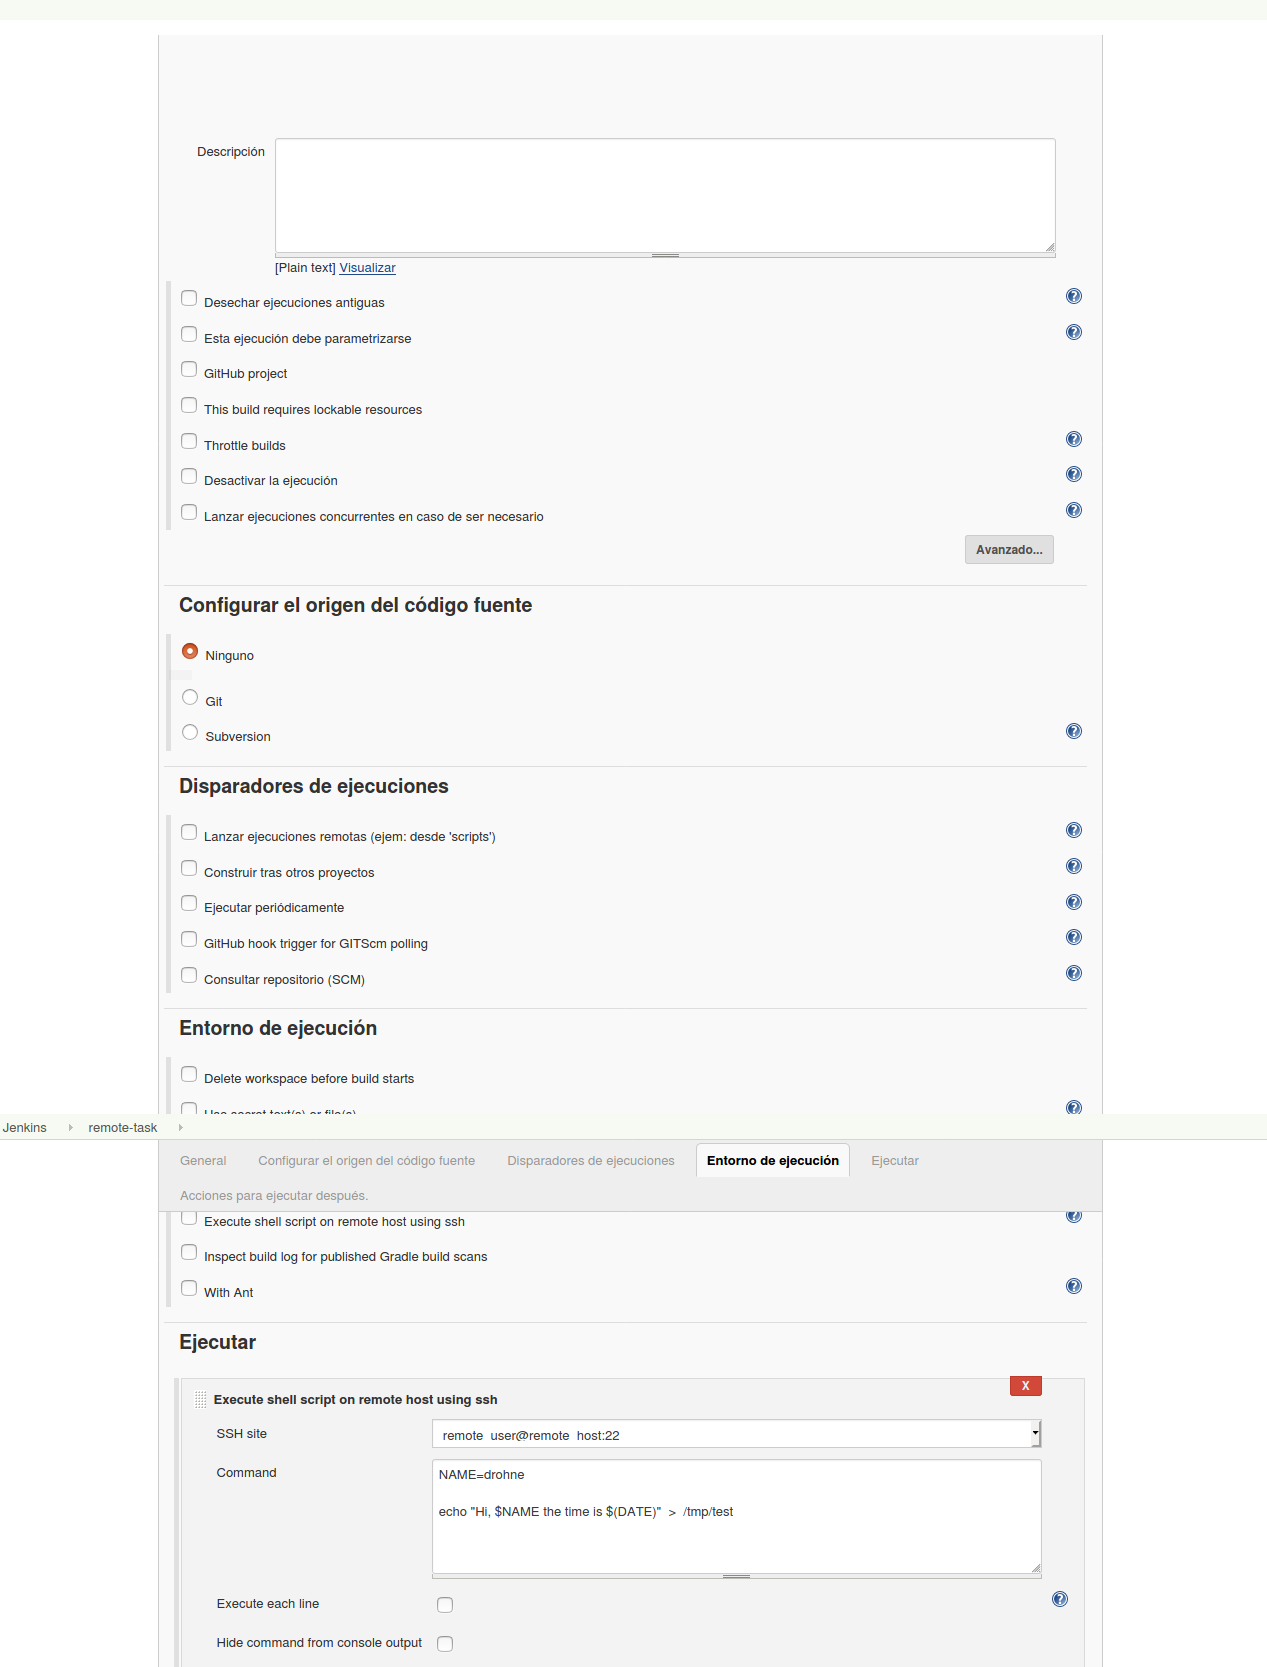 Descripción
[Plain text] Visualizar
Desechar ejecuciones antiguas
Esta ejecución debe parametrizarse
GitHub project
This build requires lockable resources
Throttle builds
Desactivar la ejecución
Lanzar ejecuciones concurrentes en caso de ser necesario
Avanzado...
Configurar el origen del código fuente
Ninguno
Git
Subversion
Disparadores de ejecuciones
Lanzar ejecuciones remotas (ejem: desde 'scripts')
Construir tras otros proyectos
Ejecutar periódicamente
GitHub hook trigger for GITScm polling
Consultar repositorio (SCM)
Entorno de ejecución
Delete workspace before build starts
Use secret text(s) or file(s)
Jenkins remote-task
General Configurar el origen del código fuente Disparadores de ejecuciones Entorno de ejecución Ejecutar
Acciones para ejecutar después.
Execute shell script on remote host using ssh
Inspect build log for published Gradle build scans
With Ant
Ejecutar
X
Execute shell script on remote host using ssh
SSH site remote user@remote host:22
Command NAME=drohne
echo "Hi, $NAME the time is $(DATE)" > /tmp/test
Execute each line
Hide command from console output